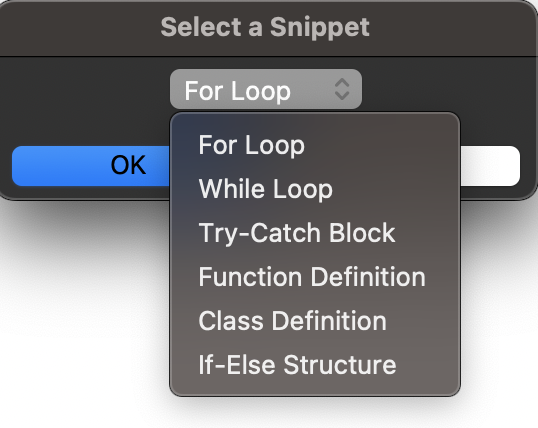 Select a Snippet
For Loop
For Loop
While Loop
Try-Catch Block
Function Definition
Class Definition
If-Else Structure
OK